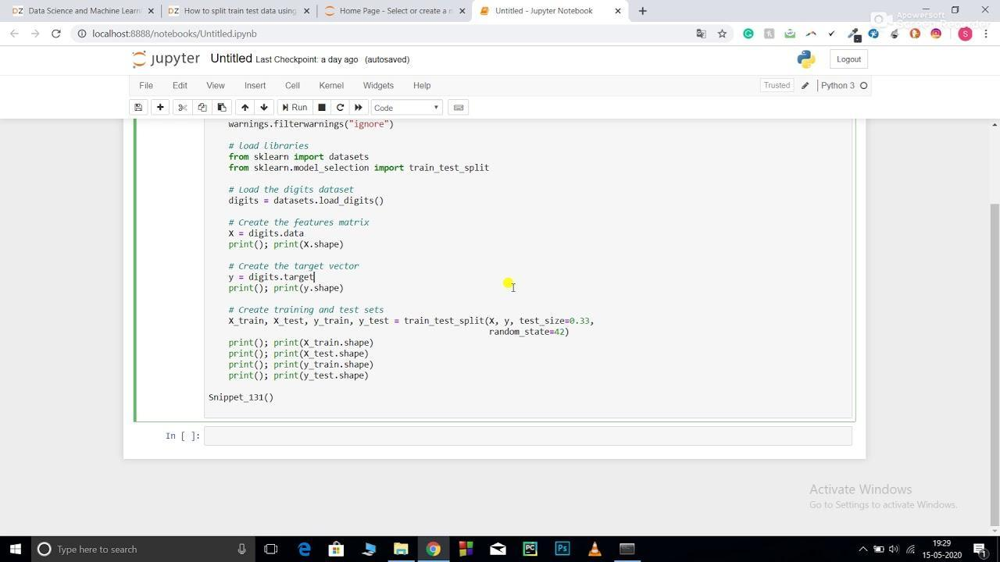 Data Science and Machine Learni
How to split train test data using
Home Page - Select or create a n
Untitled - Jupyter Notebook
Apowersoft
Screen Recorder
localhost:8888/notebooks/Untitled.ipynb
jupyter Untitled Last Checkpoint: a day ago (autosaved)
Logout
File Edit View Insert Cell Kernel Widgets Help
Trusted Python 3
Run Code
warnings.filterwarnings("ignore")
# load libraries
from sklearn import datasets
from sklearn.model_selection import train_test_split
# Load the digits dataset
digits = datasets.load_digits()
# Create the features matrix
X = digits.data
print(); print(X.shape)
# Create the target vector
y = digits.target
print(); print(y.shape)
# Create training and test sets
X_train, X_test, y_train, y_test = train_test_split(X, y, test_size=0.33,
random_state=42)
print(); print(X_train.shape)
print(); print(X_test.shape)
print(); print(y_train.shape)
print(); print(y_test.shape)
Snippet_131()
In [ ]:
Activate Windows
Go to Settings to activate Windows.
Type here to search
19:29
15-05-2020